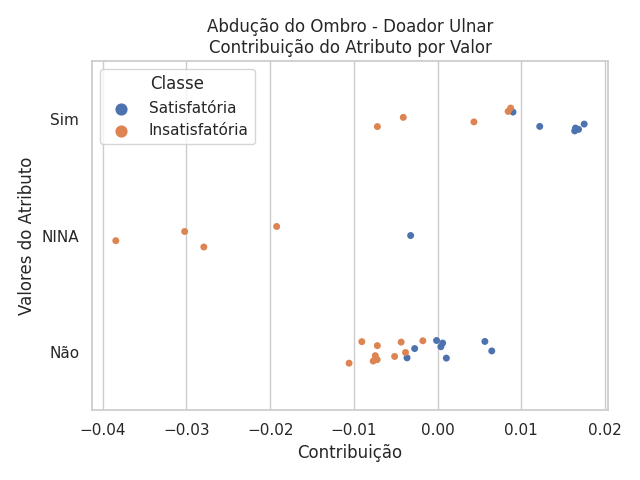 Abdução do Ombro - Doador Ulnar
Contribuição do Atributo por Valor
Classe
Satisfatória
Insatisfatória
Valores do Atributo
Sim
NINA
Não
−0.04
−0.03
−0.02
−0.01
0.00
0.01
0.02
Contribuição